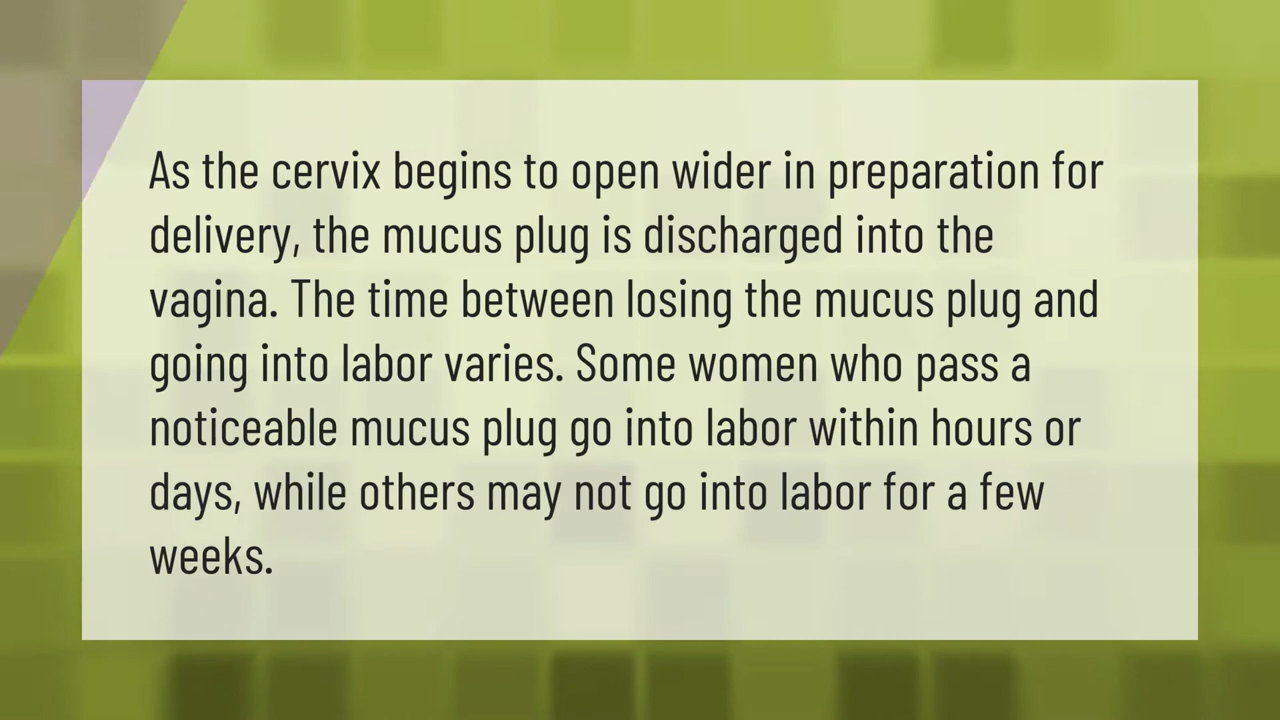 As the cervix begins to open wider in preparation for
delivery, the mucus plug is discharged into the
vagina. The time between losing the mucus plug and
going into labor varies. Some women who pass a
noticeable mucus plug go into labor within hours or
days, while others may not go into labor for a few
weeks.